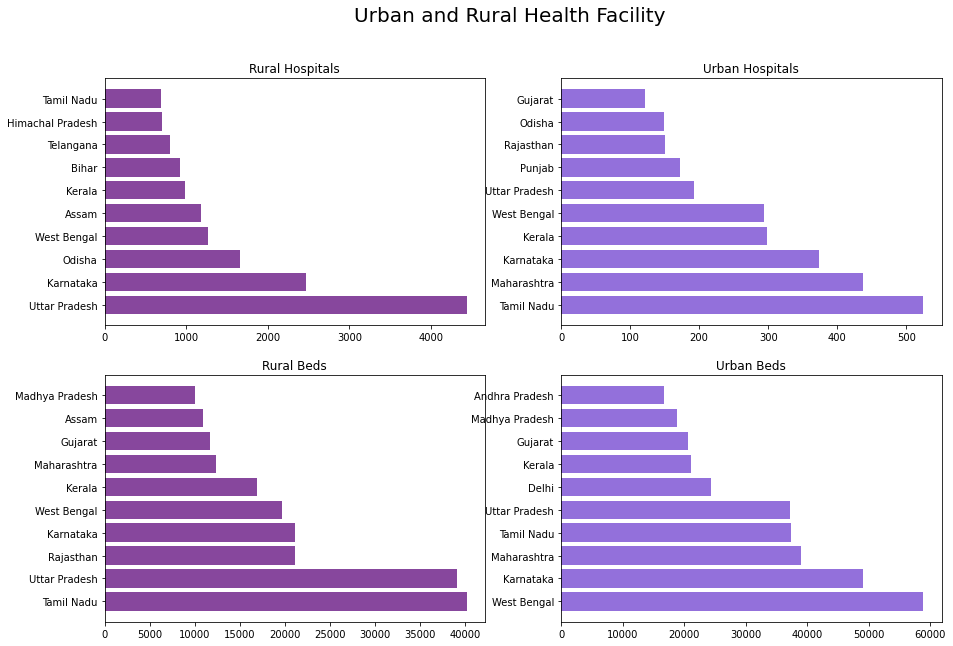 Urban and Rural Health Facility
Rural Hospitals
Tamil Nadu
Himachal Pradesh
Telangana
Bihar
Kerala
Assam
West Bengal
Odisha
Karnataka
Uttar Pradesh
0 1000 2000 3000 4000
Urban Hospitals
Gujarat
Odisha
Rajasthan
Punjab
Uttar Pradesh
West Bengal
Kerala
Karnataka
Maharashtra
Tamil Nadu
0 100 200 300 400 500
Rural Beds
Madhya Pradesh
Assam
Gujarat
Maharashtra
Kerala
West Bengal
Karnataka
Rajasthan
Uttar Pradesh
Tamil Nadu
0 5000 10000 15000 20000 25000 30000 35000 40000
Urban Beds
Andhra Pradesh
Madhya Pradesh
Gujarat
Kerala
Delhi
Uttar Pradesh
Tamil Nadu
Maharashtra
Karnataka
West Bengal
0 10000 20000 30000 40000 50000 60000